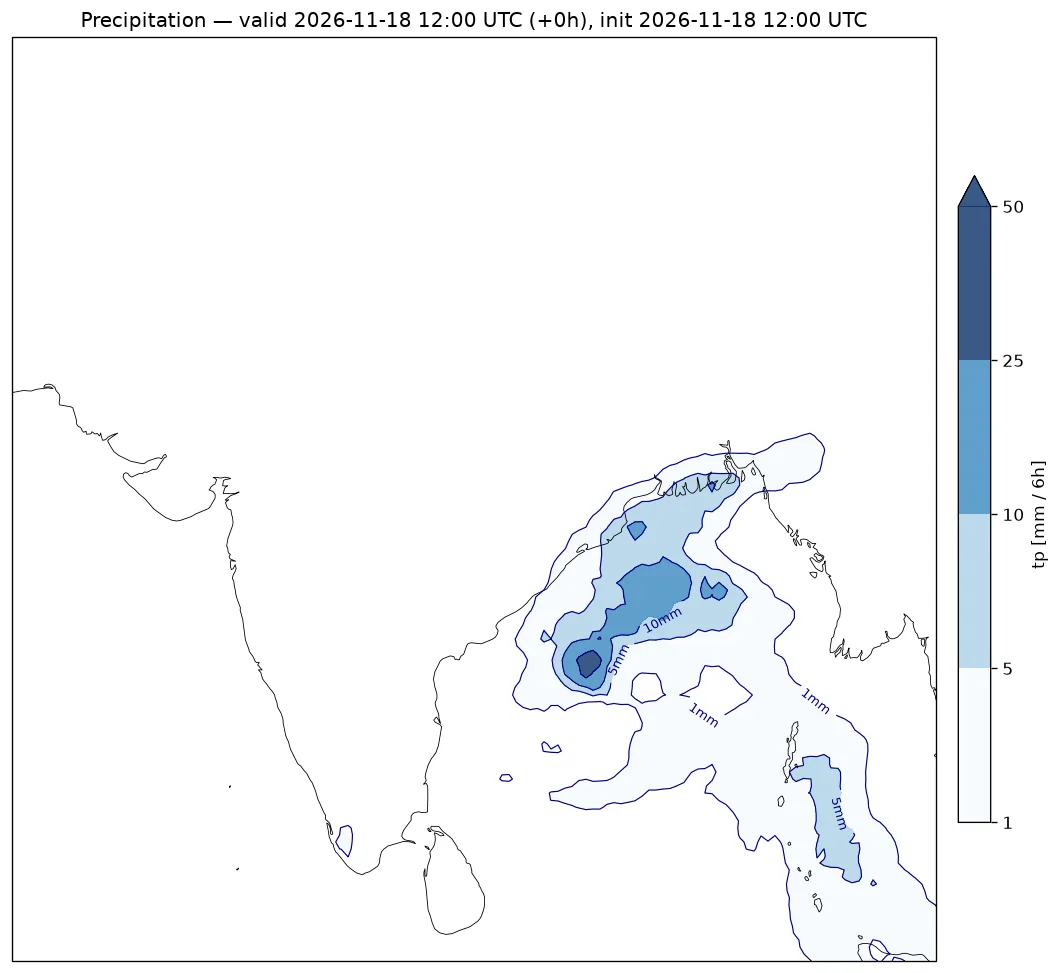 Precipitation — valid 2026-11-18 12:00 UTC (+0h), init 2026-11-18 12:00 UTC
50
25
10
5
1
tp [mm / 6h]
10mm
5mm
1mm
1mm
5mm